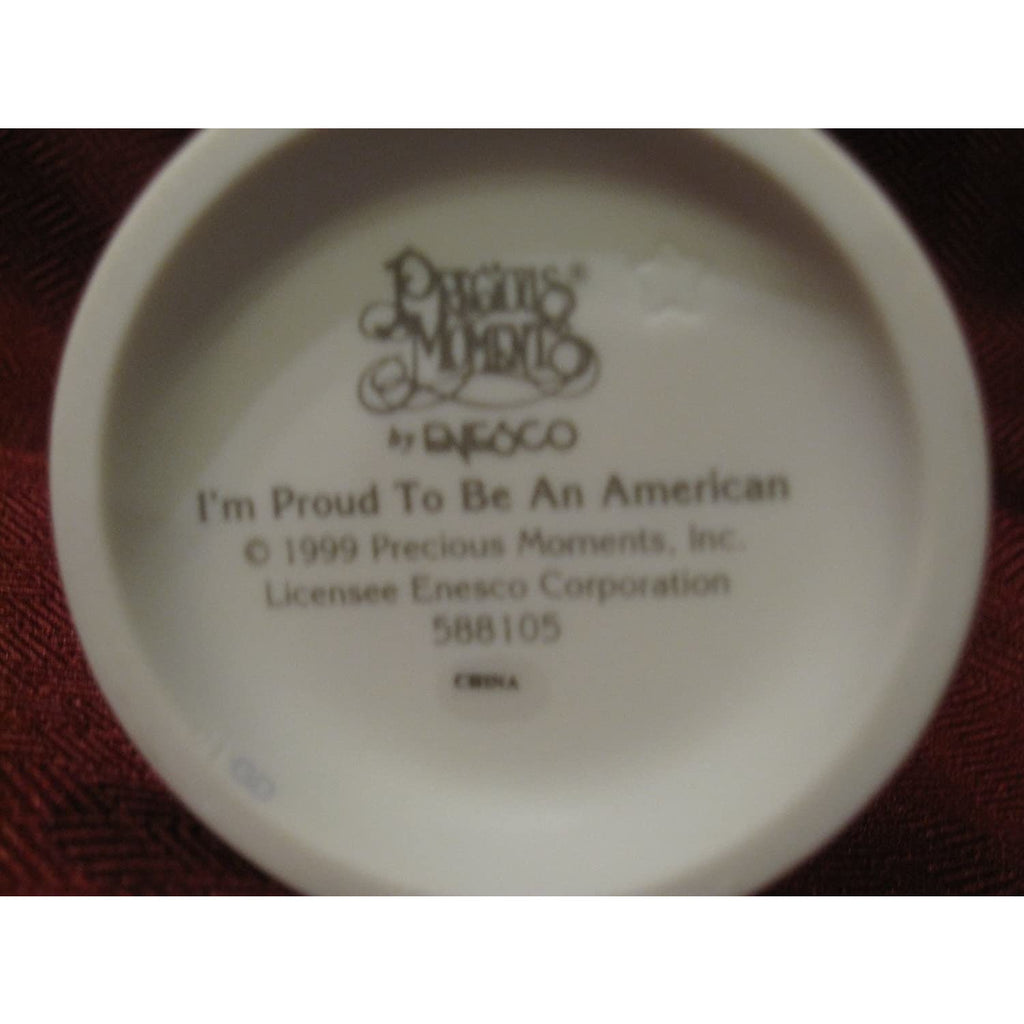 Precious
Moments®
by ENESCO
I'm Proud To Be An American
© 1999 Precious Moments, Inc.
Licensee Enesco Corporation
588105
CHINA